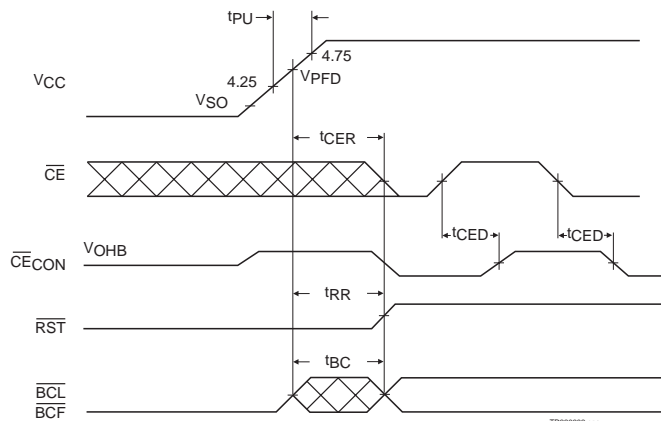 tPU
4.75
4.25
VPFD
VCC
VSO
tCER
CE
tCED
tCED
VOHB
CECON
tRR
RST
tBC
BCL
BCF